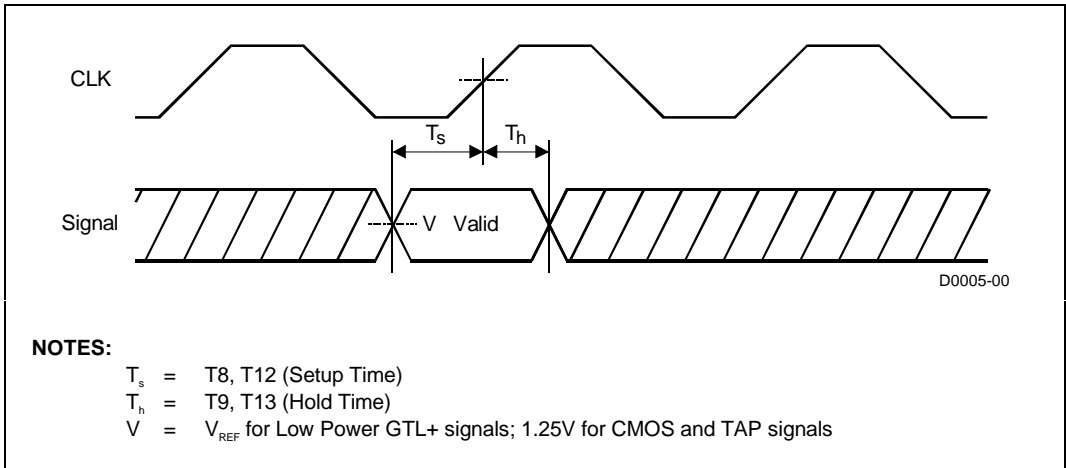 CLK
Ts Th
Signal
V Valid
D0005-00
NOTES:
Ts = T8, T12 (Setup Time)
Th = T9, T13 (Hold Time)
V = VREF for Low Power GTL+ signals; 1.25V for CMOS and TAP signals